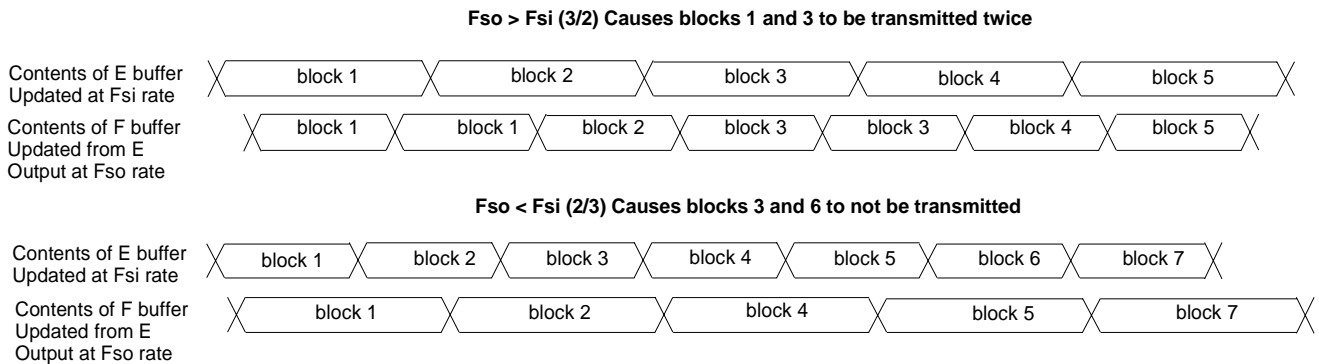 Fso > Fsi (3/2) Causes blocks 1 and 3 to be transmitted twice
Contents of E buffer
Updated at Fsi rate
block 1 block 2 block 3 block 4 block 5
Contents of F buffer
Updated from E
Output at Fso rate
block 1 block 1 block 2 block 3 block 3 block 4 block 5
Fso < Fsi (2/3) Causes blocks 3 and 6 to not be transmitted
Contents of E buffer
Updated at Fsi rate
block 1 block 2 block 3 block 4 block 5 block 6 block 7
Contents of F buffer
Updated from E
Output at Fso rate
block 1 block 2 block 4 block 5 block 7